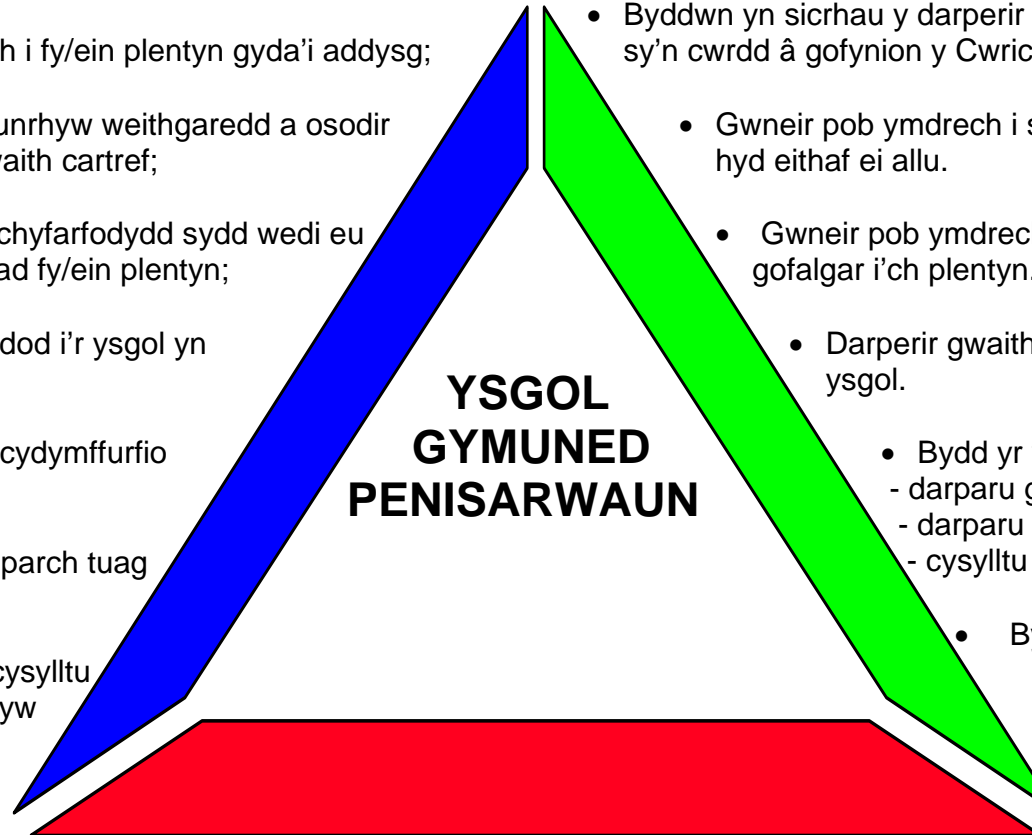 h i fy/ein plentyn gyda’i addysg;
unrhyw weithgaredd a osodir
aith cartref;
chyfarfodydd sydd wedi eu
ad fy/ein plentyn;
dod i’r ysgol yn
cydymffurfio
parch tuag
cysylltu
yw
YSGOL
GYMUNED
PENISARWAUN
• Byddwn yn sicrhau y darperir
sy’n cwrdd â gofynion y Cwric
• Gwneir pob ymdrech i s
hyd eithaf ei allu.
• Gwneir pob ymdrec
gofalgar i’ch plentyn.
• Darperir gwaith
ysgol.
• Bydd yr
- darparu g
- darparu
- cysylltu
• By